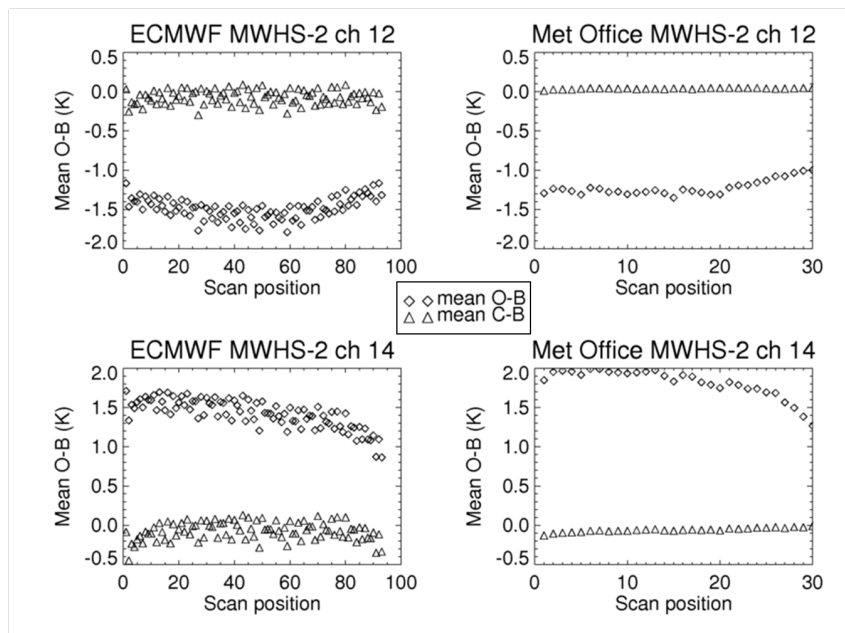 ECMWF MWHS-2 ch 12
0.5
0.0
-0.5
-1.0
-1.5
-2.0
Mean O-B (K)
0 20 40 60 80 100
Scan position
Met Office MWHS-2 ch 12
0.5
0.0
-0.5
-1.0
-1.5
-2.0
Mean O-B (K)
0 10 20 30
Scan position
mean O-B
mean C-B
ECMWF MWHS-2 ch 14
2.0
1.5
1.0
0.5
0.0
-0.5
Mean O-B (K)
0 20 40 60 80 100
Scan position
Met Office MWHS-2 ch 14
2.0
1.5
1.0
0.5
0.0
-0.5
Mean O-B (K)
0 10 20 30
Scan position